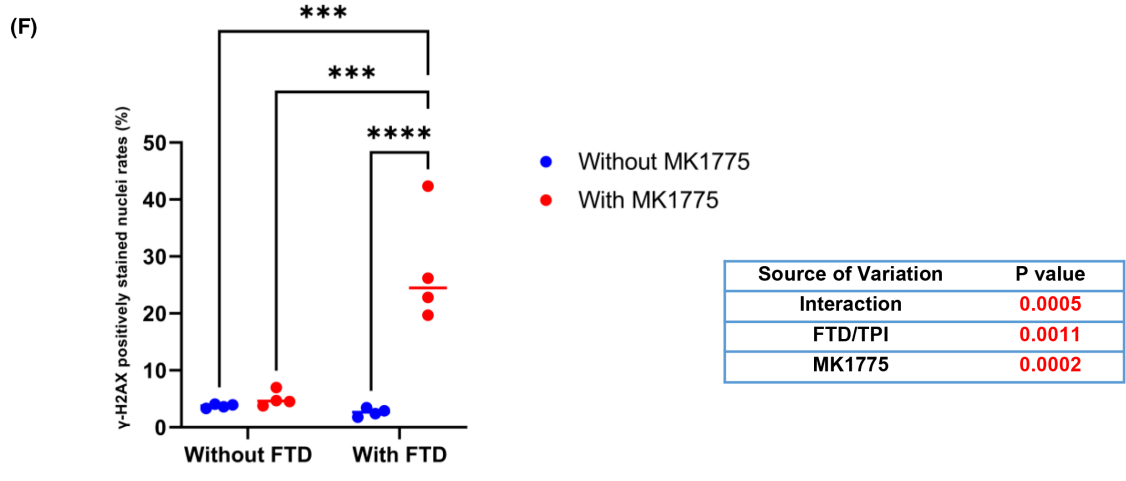 (F)
***
***
****
γ-H2AX positively stained nuclei rates (%)
50
40
30
20
10
0
Without FTD
With FTD
Without MK1775
With MK1775
Source of Variation P value
Interaction 0.0005
FTD/TPI 0.0011
MK1775 0.0002